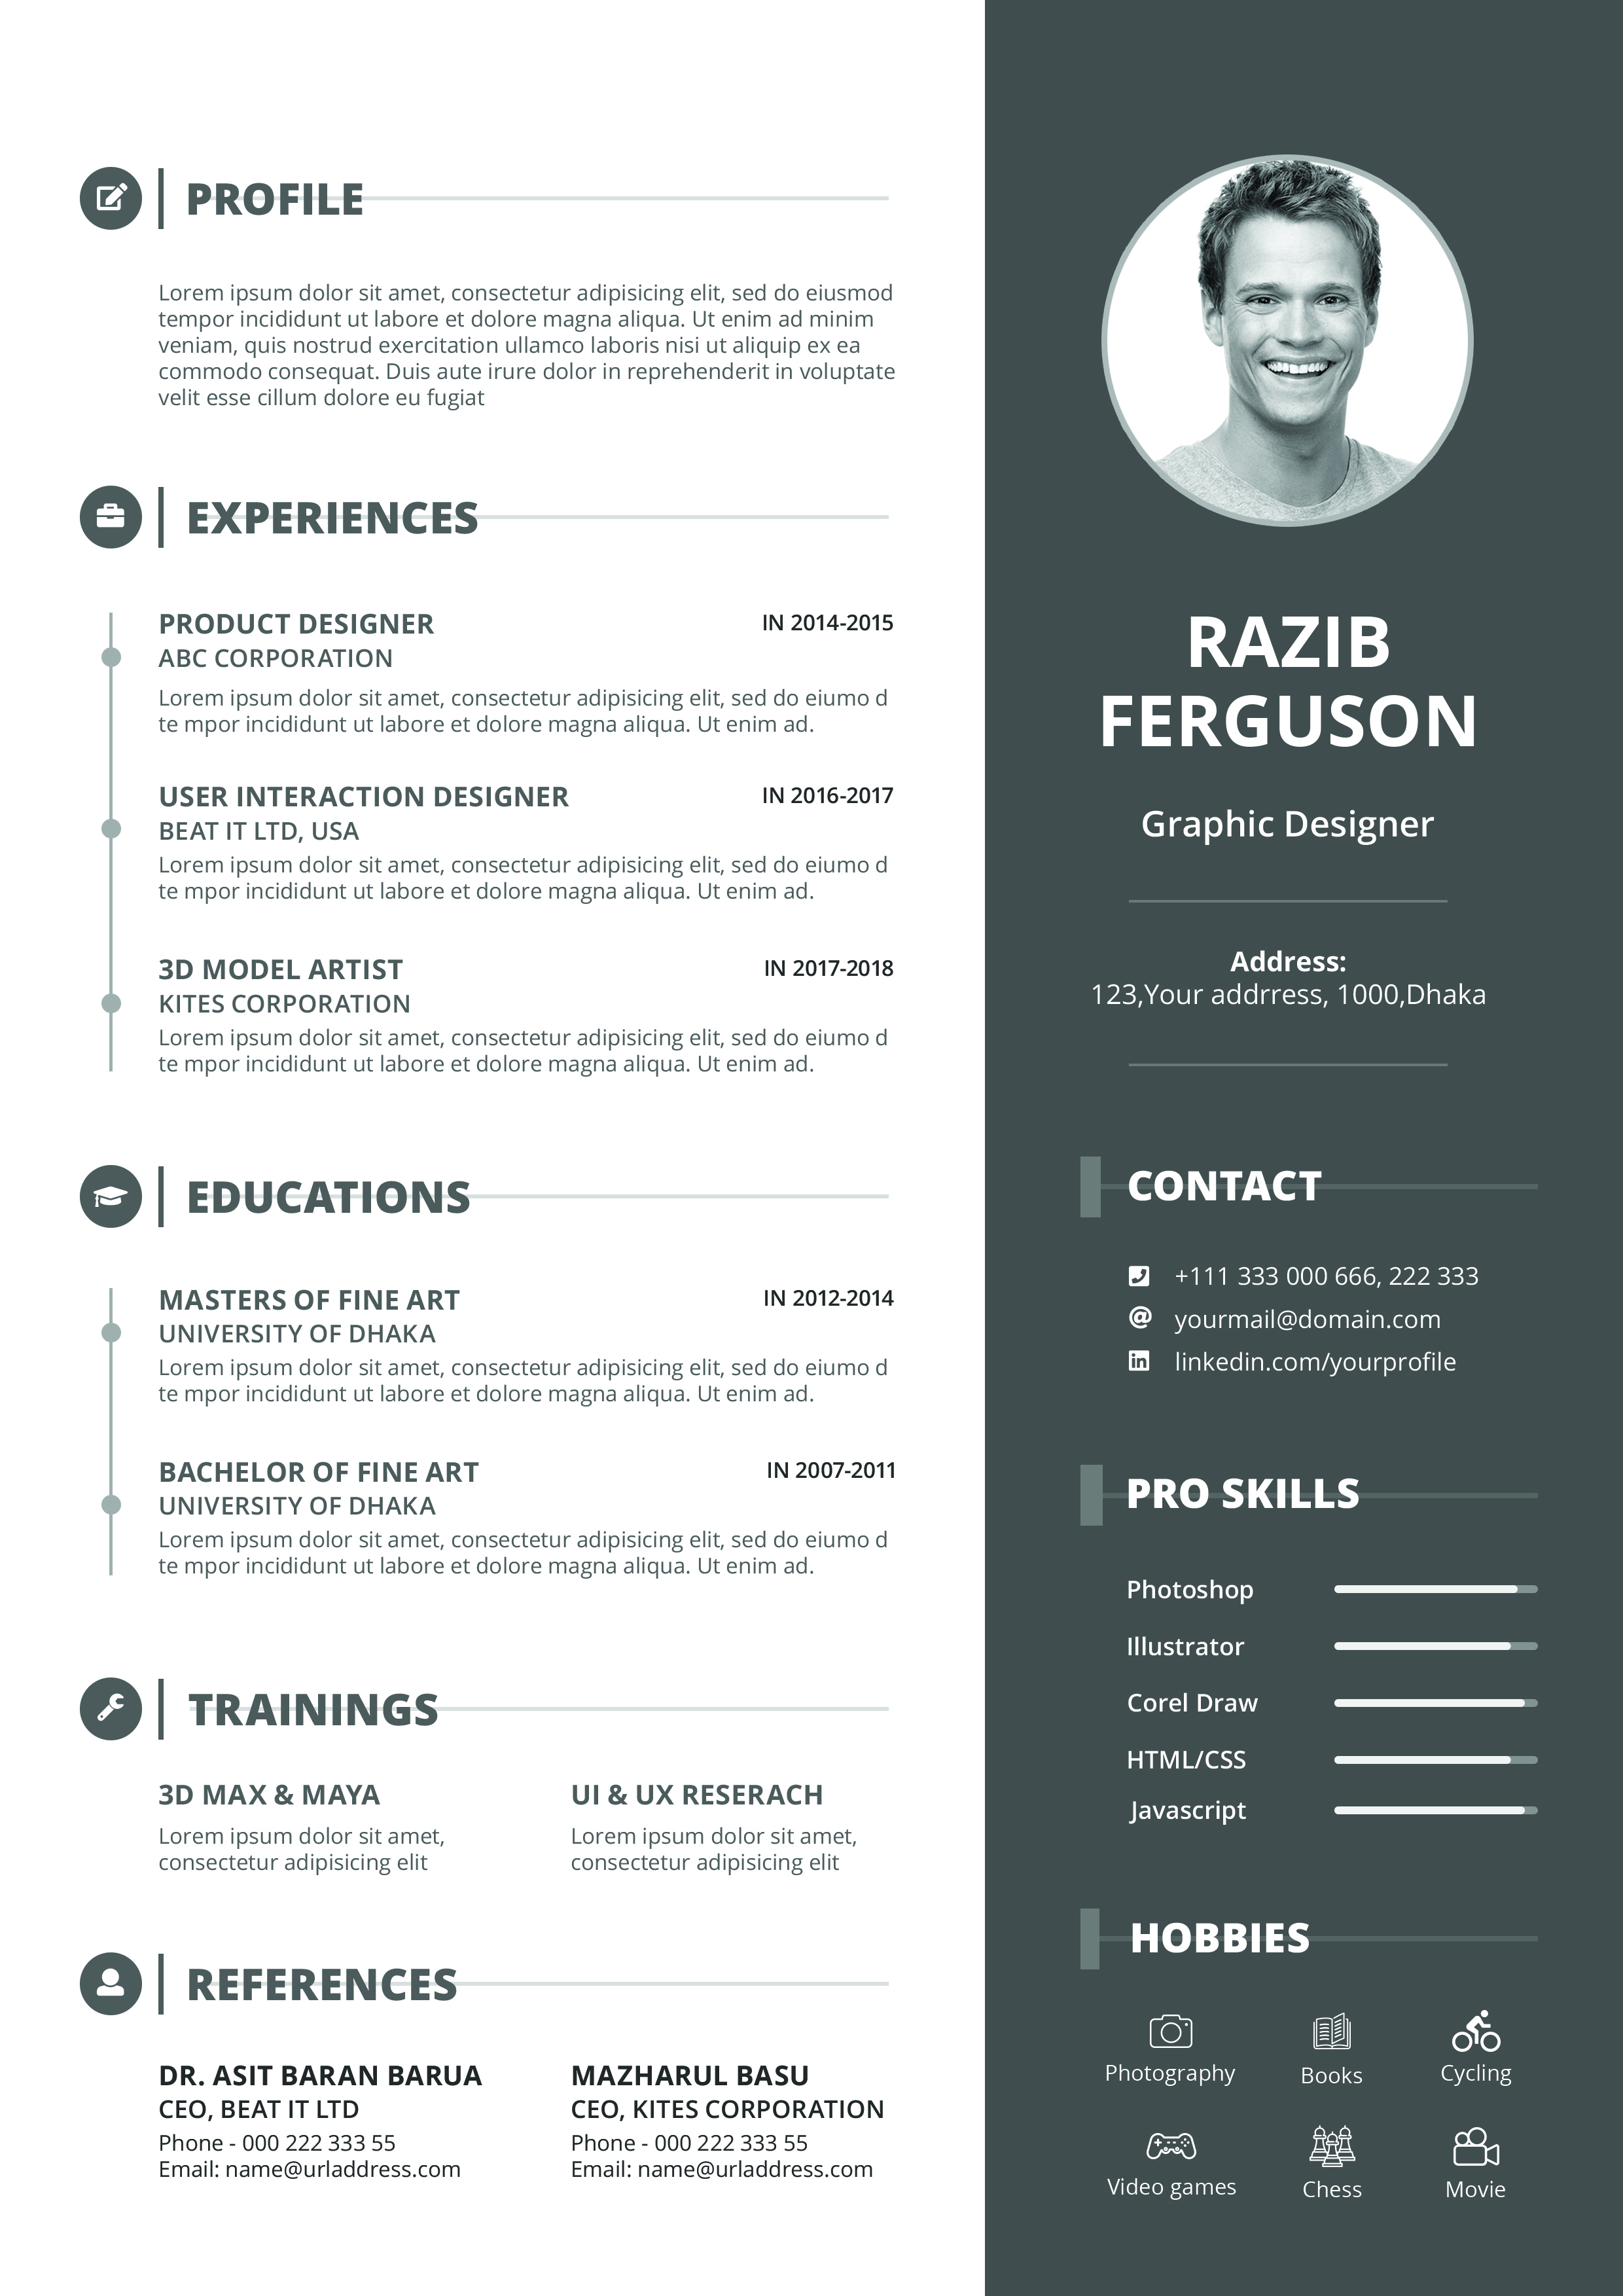 PROFILE
Lorem ipsum dolor sit amet, consectetur adipisicing elit, sed do eiusmod
tempor incididunt ut labore et dolore magna aliqua. Ut enim ad minim
veniam, quis nostrud exercitation ullamco laboris nisi ut aliquip ex ea
commodo consequat. Duis aute irure dolor in reprehenderit in voluptate
velit esse cillum dolore eu fugiat
EXPERIENCES
PRODUCT DESIGNER IN 2014-2015
ABC CORPORATION
Lorem ipsum dolor sit amet, consectetur adipisicing elit, sed do eiumo d
te mpor incididunt ut labore et dolore magna aliqua. Ut enim ad.
USER INTERACTION DESIGNER IN 2016-2017
BEAT IT LTD, USA
Lorem ipsum dolor sit amet, consectetur adipisicing elit, sed do eiumo d
te mpor incididunt ut labore et dolore magna aliqua. Ut enim ad.
3D MODEL ARTIST IN 2017-2018
KITES CORPORATION
Lorem ipsum dolor sit amet, consectetur adipisicing elit, sed do eiumo d
te mpor incididunt ut labore et dolore magna aliqua. Ut enim ad.
EDUCATIONS
MASTERS OF FINE ART IN 2012-2014
UNIVERSITY OF DHAKA
Lorem ipsum dolor sit amet, consectetur adipisicing elit, sed do eiumo d
te mpor incididunt ut labore et dolore magna aliqua. Ut enim ad.
BACHELOR OF FINE ART IN 2007-2011
UNIVERSITY OF DHAKA
Lorem ipsum dolor sit amet, consectetur adipisicing elit, sed do eiumo d
te mpor incididunt ut labore et dolore magna aliqua. Ut enim ad.
TRAININGS
3D MAX & MAYA
Lorem ipsum dolor sit amet,
consectetur adipisicing elit
UI & UX RESERACH
Lorem ipsum dolor sit amet,
consectetur adipisicing elit
REFERENCES
DR. ASIT BARAN BARUA
CEO, BEAT IT LTD
Phone - 000 222 333 55
Email: name@urladdress.com
MAZHARUL BASU
CEO, KITES CORPORATION
Phone - 000 222 333 55
Email: name@urladdress.com
RAZIB
FERGUSON
Graphic Designer
Address:
123,Your addrress, 1000,Dhaka
CONTACT
+111 333 000 666, 222 333
yourmail@domain.com
linkedin.com/yourprofile
PRO SKILLS
Photoshop
Illustrator
Corel Draw
HTML/CSS
Javascript
HOBBIES
Photography Books Cycling
Video games Chess Movie